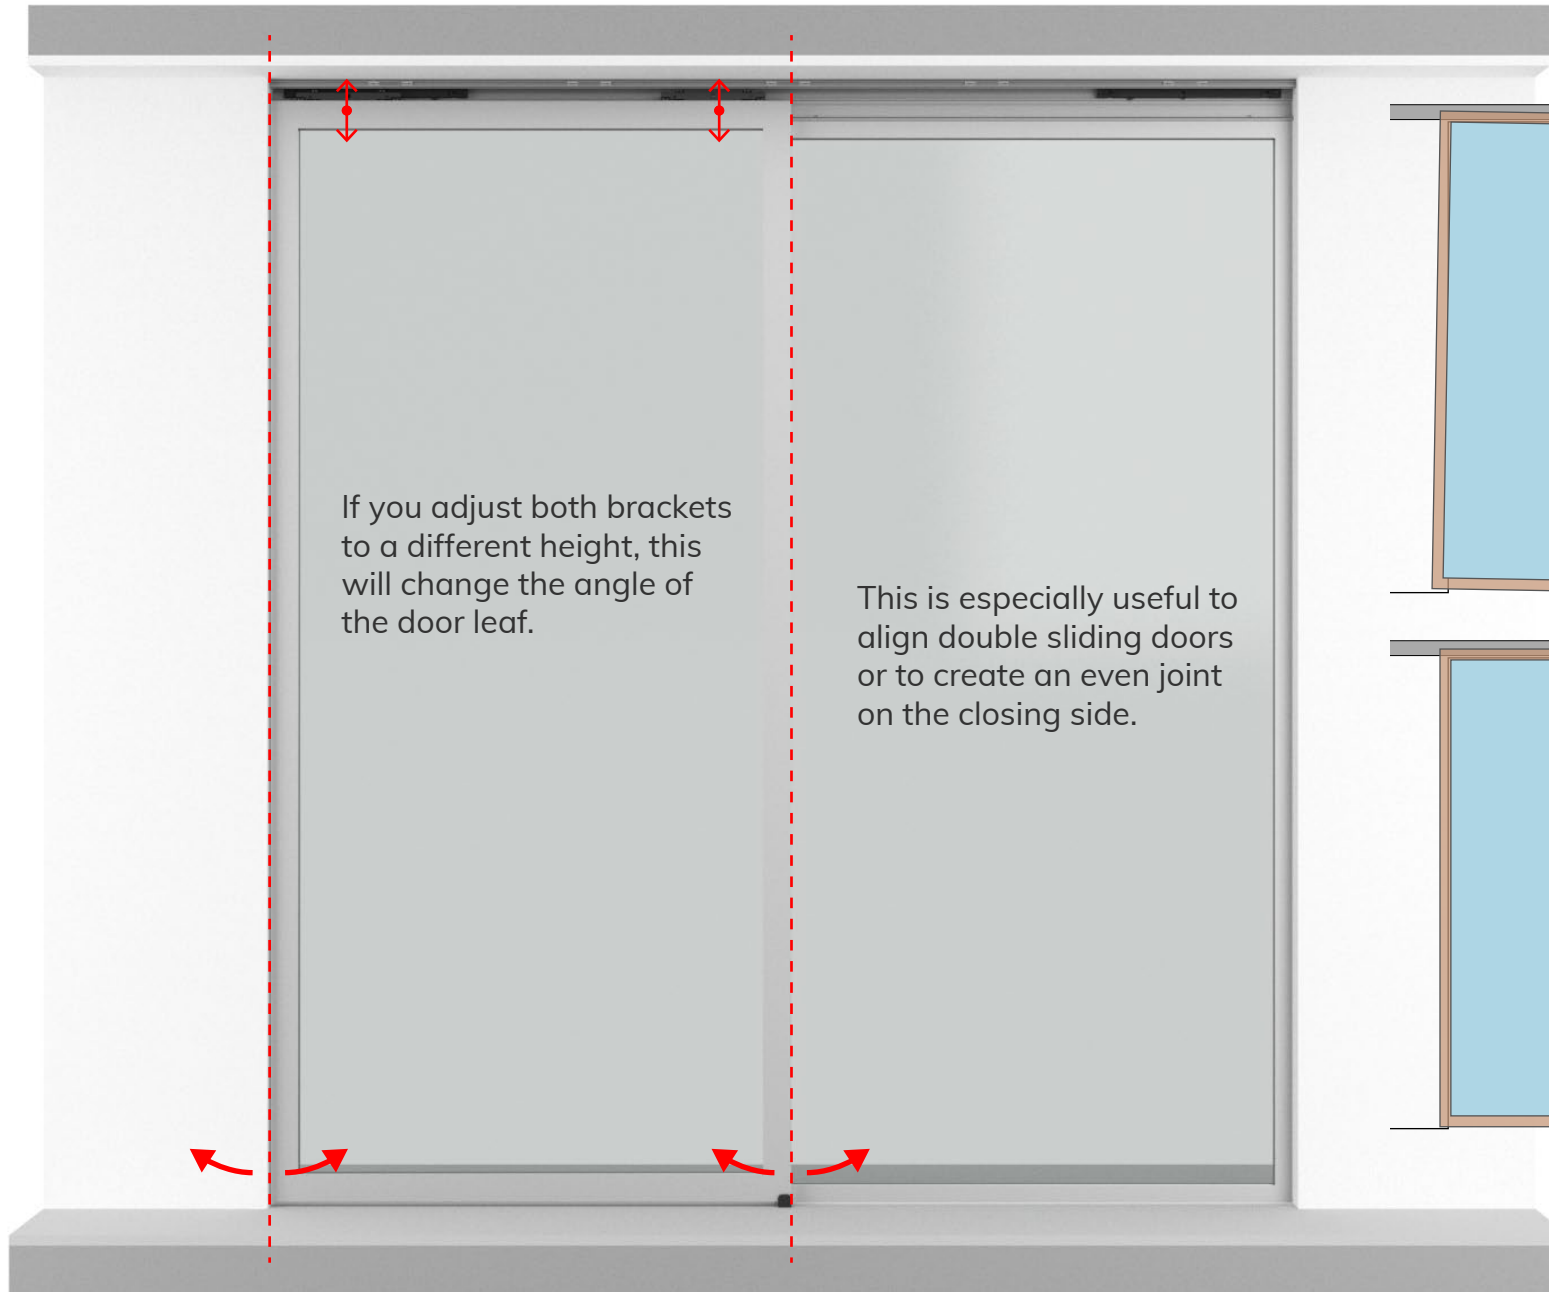 If you adjust both brackets
to a different height, this
will change the angle of
the door leaf.
This is especially useful to
align double sliding doors
or to create an even joint
on the closing side.